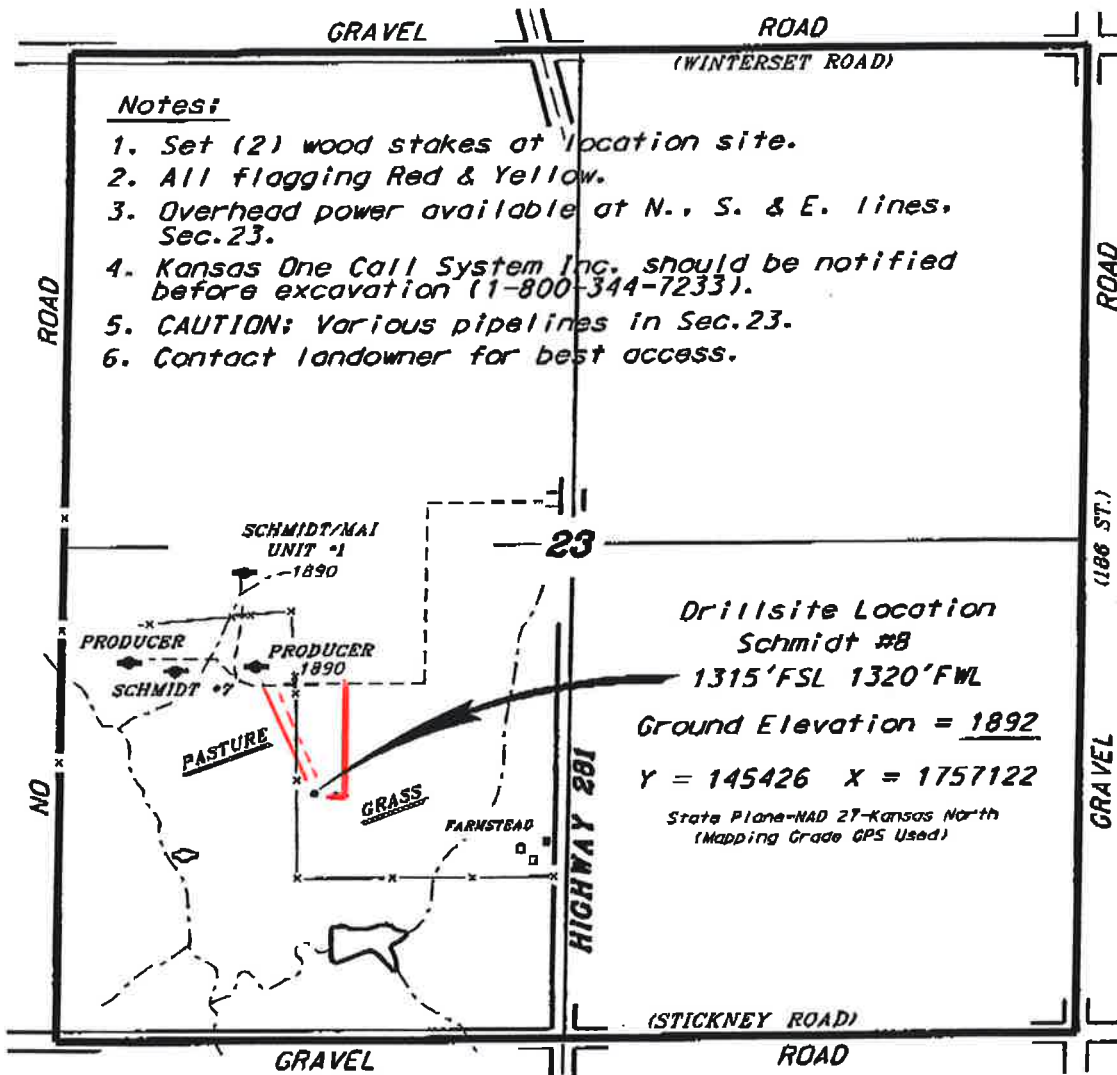 GRAVEL ROAD
(WINTERSET ROAD)
Notes:
1. Set (2) wood stakes at location site.
2. All flagging Red & Yellow.
3. Overhead power available at N., S. & E. lines,
Sec.23.
4. Kansas One Call System Inc. should be notified
before excavation (1-800-344-7233).
5. CAUTION: Various pipelines in Sec.23.
6. Contact landowner for best access.
ROAD
ROAD
(186 ST.)
SCHMIDT/MAI
UNIT #1
1890
23
Drillsite Location
Schmidt #8
1315'FSL 1320'FWL
Ground Elevation = 1892
Y = 145426 X = 1757122
State Plane-NAD 27-Kansas North
(Mapping Grade GPS Used)
PRODUCER
PRODUCER
1890
SCHMIDT #7
PASTURE
GRASS
FARMSTEAD
HIGHWAY 281
NO
GRAVEL
(STICKNEY ROAD)
GRAVEL ROAD